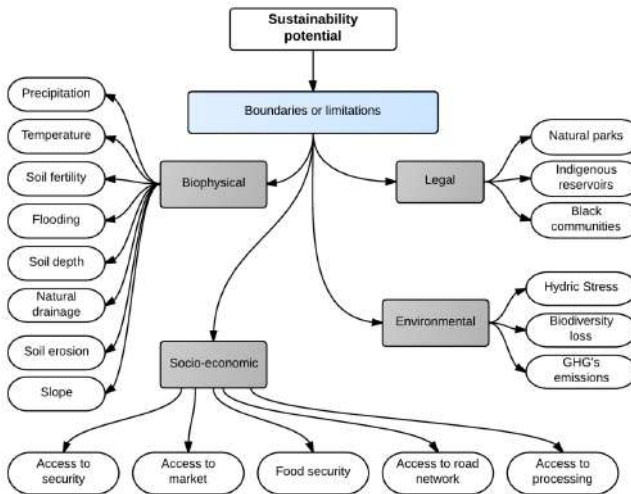 Sustainability
potential
Boundaries or limitations
Precipitation
Temperature
Soil fertility
Flooding
Soil depth
Natural
drainage
Soil erosion
Slope
Biophysical
Legal
Natural parks
Indigenous
reservoirs
Black
communities
Environmental
Hydric Stress
Biodiversity
loss
GHG's
emissions
Socio-economic
Access to
security
Access to
market
Food security
Access to road
network
Access to
processing